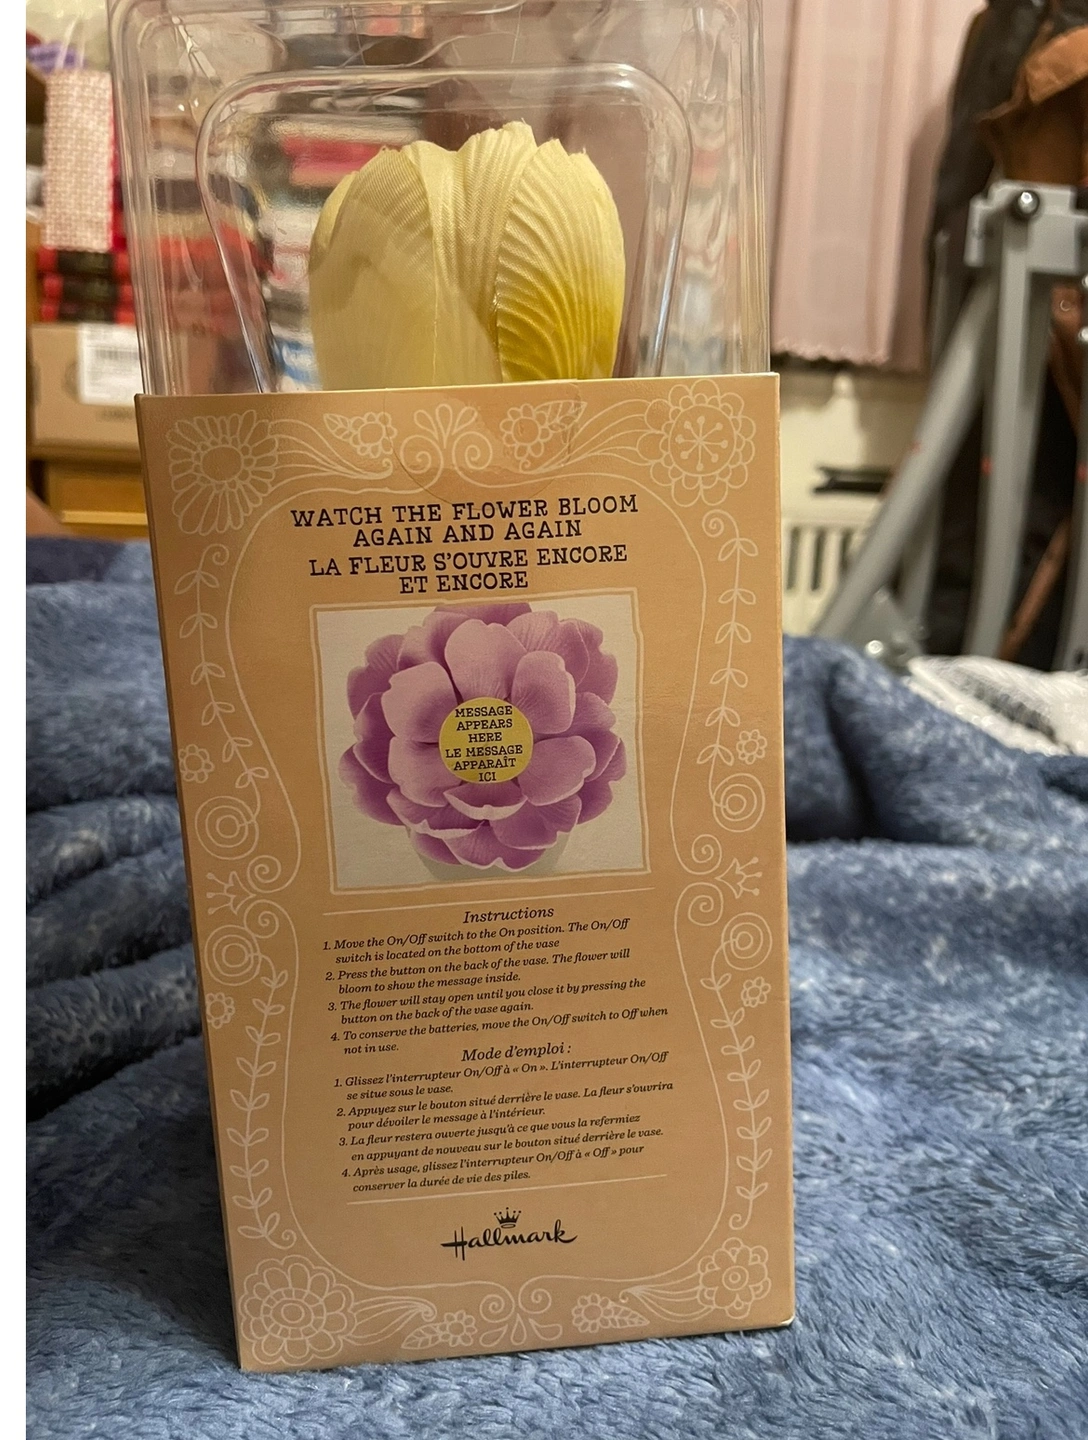 WATCH THE FLOWER BLOOM
AGAIN AND AGAIN
LA FLEUR S'OUVRE ENCORE
ET ENCORE
MESSAGE
APPEARS
HERE
LE MESSAGE
APPARAÎT
ICI
Instructions
1. Move the On/Off switch to the On position. The On/Off
switch is located on the bottom of the vase
2. Press the button on the back of the vase. The flower will
bloom to show the message inside.
3. The flower will stay open until you close it by pressing the
button on the back of the vase again.
4. To conserve the batteries, move the On/Off switch to Off when
not in use.
Mode d'emploi :
1. Glissez l'interrupteur On/Off à « On ». L'interrupteur On/Off
se situe sous le vase.
2. Appuyez sur le bouton situé derrière le vase. La fleur s'ouvrira
pour dévoiler le message à l'intérieur.
3. La fleur restera ouverte jusqu'à ce que vous la refermiez
en appuyant de nouveau sur le bouton situé derrière le vase.
4. Après usage, glissez l'interrupteur On/Off à « Off » pour
conserver la durée de vie des piles.
Hallmark